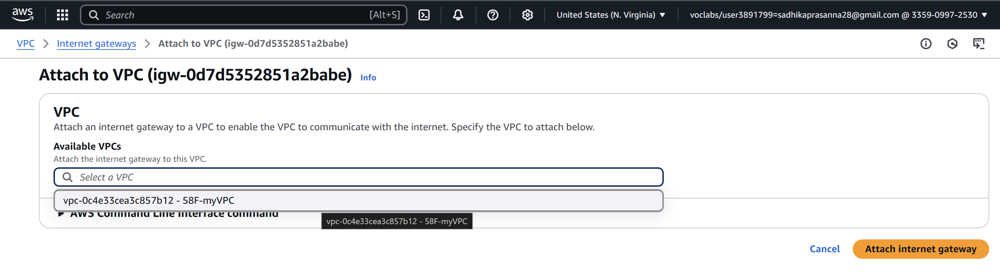 aws
Search [Alt+S] United States (N. Virginia) voclabs/user3891799=sadhikaprasanna28@gmail.com @ 3359-0997-2530
VPC Internet gateways Attach to VPC (igw-0d7d5352851a2babe)
Attach to VPC (igw-0d7d5352851a2babe) Info
VPC
Attach an internet gateway to a VPC to enable the VPC to communicate with the internet. Specify the VPC to attach below.
Available VPCs
Attach the internet gateway to this VPC.
Select a VPC
vpc-0c4e33cea3c857b12 - 58F-myVPC
AWS Command Line Interface command
vpc-0c4e33cea3c857b12 - 58F-myVPC
Cancel Attach internet gateway